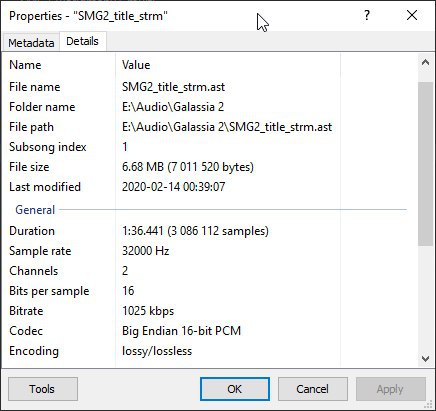 Properties - "SMG2_title_strm"
Metadata Details
Name Value
File name SMG2_title_strm.ast
Folder name E:\Audio\Galassia 2
File path E:\Audio\Galassia 2\SMG2_title_strm.ast
Subsong index 1
File size 6.68 MB (7 011 520 bytes)
Last modified 2020-02-14 00:39:07
General
Duration 1:36.441 (3 086 112 samples)
Sample rate 32000 Hz
Channels 2
Bits per sample 16
Bitrate 1025 kbps
Codec Big Endian 16-bit PCM
Encoding lossy/lossless
Tools OK Cancel Apply